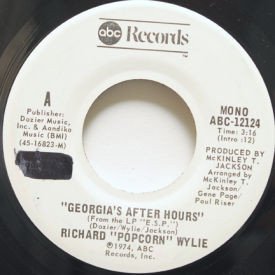 abc Records
TM
A
Publisher:
Dozier Music,
Inc. & Aandika
Music (BMI)
(45-16823-M)
MONO
ABC-12124
Time: 3:16
(Intro :12)
PRODUCED BY
McKINLEY T.
JACKSON
Arranged by
McKinley T.
Jackson/
Gene Page/
Paul Riser
"GEORGIA'S AFTER HOURS"
(From the LP "E.S.P.")
(Dozier/Wylie/Jackson)
RICHARD "POPCORN" WYLIE
℗1974, ABC
Records, Inc.